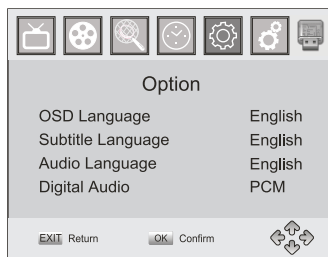 Option
OSD Language English
Subtitle Language English
Audio Language English
Digital Audio PCM
EXIT Return OK Confirm